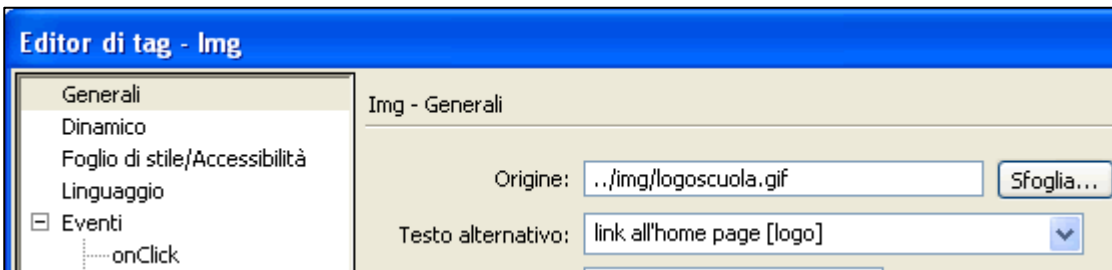 Editor di tag - Img
Generali
Dinamico
Foglio di stile/Accessibilità
Linguaggio
Eventi
onClick
Img - Generali
Origine: ../img/logoscuola.gif Sfoglia...
Testo alternativo: link all'home page [logo]